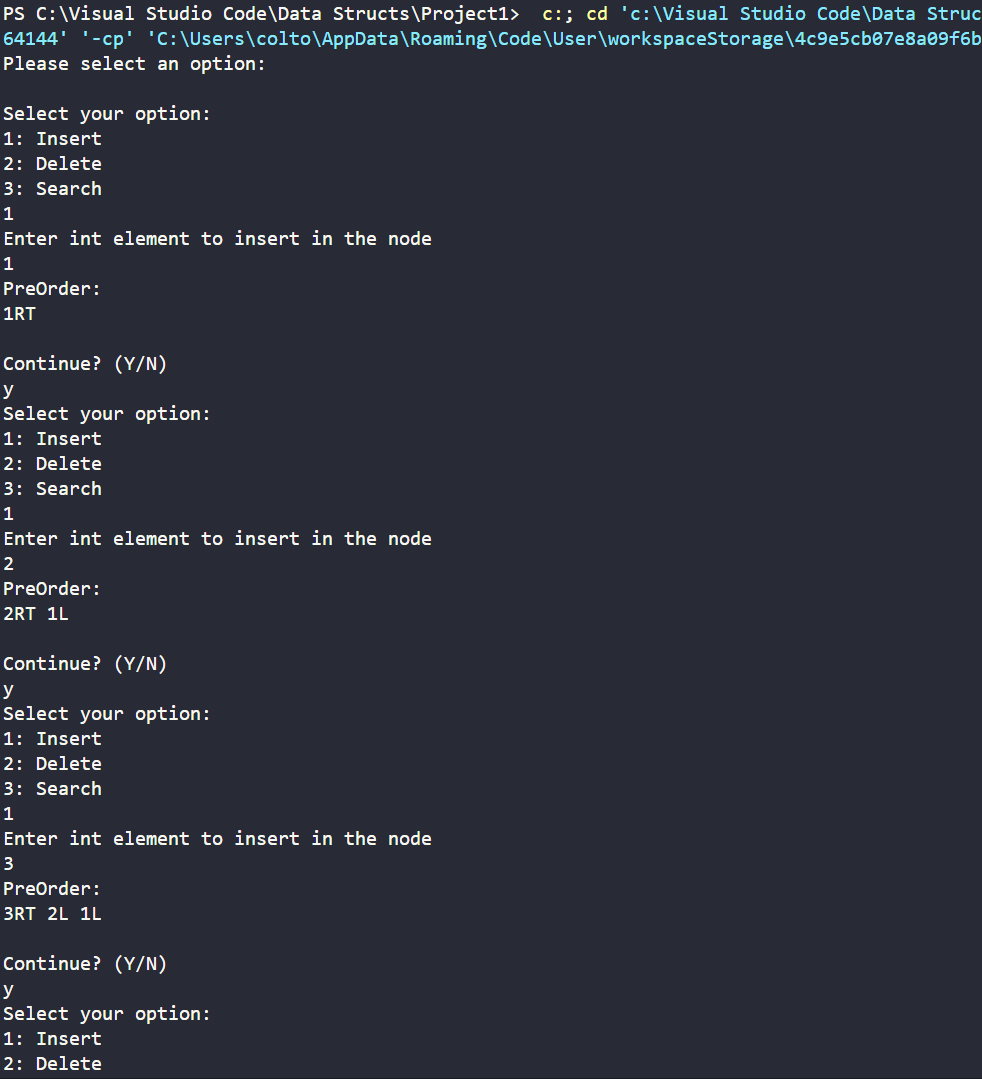 PS C:\Visual Studio Code\Data Structs\Project1>  c:; cd 'c:\Visual Studio Code\Data Struc
64144' '-cp' 'C:\Users\colto\AppData\Roaming\Code\User\workspaceStorage\4c9e5cb07e8a09f6b
Please select an option:
Select your option:
1: Insert
2: Delete
3: Search
1
Enter int element to insert in the node
1
PreOrder:
1RT
Continue? (Y/N)
y
Select your option:
1: Insert
2: Delete
3: Search
1
Enter int element to insert in the node
2
PreOrder:
2RT 1L
Continue? (Y/N)
y
Select your option:
1: Insert
2: Delete
3: Search
1
Enter int element to insert in the node
3
PreOrder:
3RT 2L 1L
Continue? (Y/N)
y
Select your option:
1: Insert
2: Delete